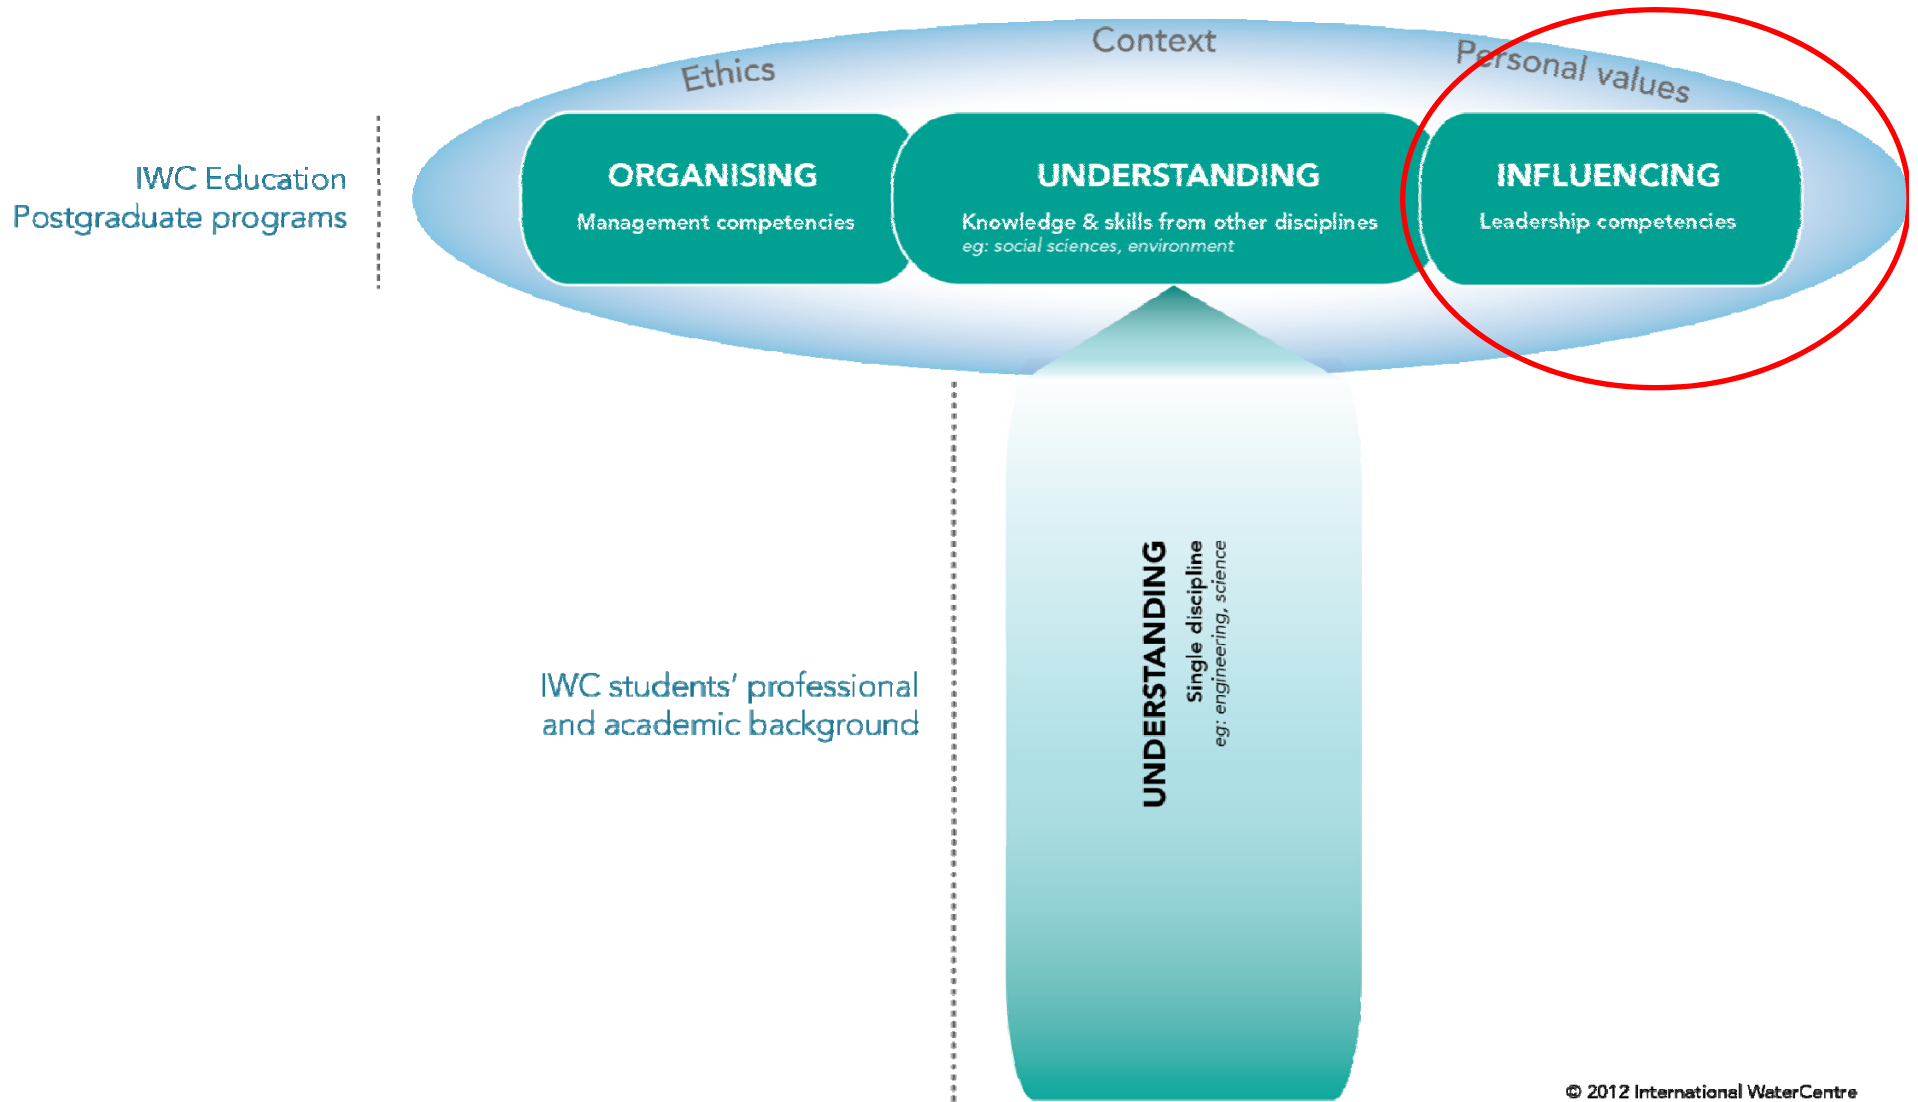 Context
Ethics
Personal values
IWC Education
Postgraduate programs
ORGANISING
Management competencies
UNDERSTANDING
Knowledge & skills from other disciplines
eg: social sciences, environment
INFLUENCING
Leadership competencies
IWC students’ professional
and academic background
UNDERSTANDING
Single discipline
eg: engineering, science
© 2012 International WaterCentre